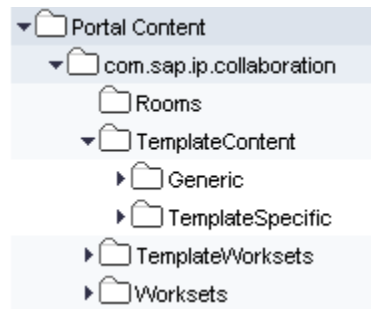 Portal Content
com.sap.ip.collaboration
Rooms
TemplateContent
Generic
TemplateSpecific
TemplateWorksets
Worksets